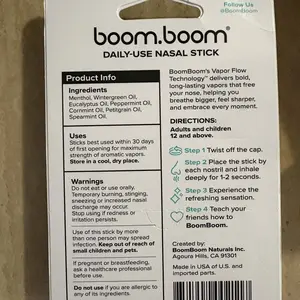 Follow Us
@BoomBoom
boom.boom®
DAILY-USE NASAL STICK
Product Info
Ingredients
Menthol, Wintergreen Oil,
Eucalyptus Oil, Peppermint Oil,
Cornmint Oil, Petitgrain Oil,
Spearmint Oil.
Uses
Sticks best used within 30 days
of first opening for maximum
strength of aromatic vapors.
Store in a cool, dry place.
Warnings
Do not eat or use orally.
Temporary burning, stinging,
sneezing or increased nasal
discharge may occur.
Stop using if redness or
irritation persists.
Use of this stick by more
than one person may spread
infection. Keep out of reach of
small children and pets.
If pregnant or breastfeeding,
ask a healthcare professional
before use.
Do not use if you are allergic to
any of its ingredients.
BoomBoom's Vapor Flow
Technology™ delivers bold,
long-lasting vapors that
free your nose, helping you
breathe bigger, feel sharper,
and embrace every moment.
Directions
Adults and children
12 and above.
Step 1 Twist off the cap.
Step 2 Place the stick by
each nostril and inhale
deeply for 1-2 seconds.
Step 3 Experience the
refreshing sensation.
Step 4 Teach your
friends how to
BoomBoom.
Created by:
BoomBoom Naturals Inc.
Agoura Hills, CA 91301
Made in USA of U.S. and
imported parts.